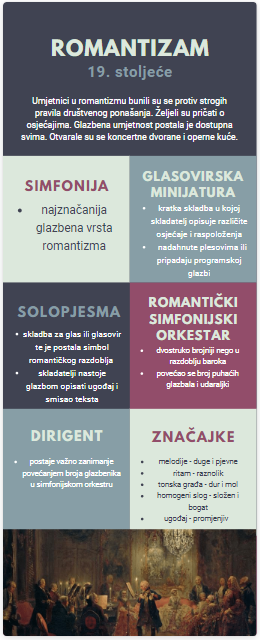 ROMANTIZAM
19. stoljeće
Umjetnici u romantizmu bunili su se protiv strogih
pravila društvenog ponašanja. Željeli su pričati o
osjećajima. Glazbena umjetnost postala je dostupna
svima. Otvarale su se koncertne dvorane i operne kuće.
SIMFONIJA
• najznačanija
glazbena vrsta
romantizma
GLASOVIRSKA
MINIJATURA
• kratka skladba u kojoj
skladatelj opisuje različite
osjećaje i raspoloženja
• nadahnute plesovima ili
pripadaju programskoj
glazbi
SOLOPJESMA
• skladba za glas ili glasovir
te je postala simbol
romantičkog razdoblja
• skladatelji nastoje
glazbom opisati ugođaj i
smisao teksta
ROMANTIČKI
SIMFONIJSKI
ORKESTAR
• dvostruko brojniji nego u
razdoblju baroka
• povećao se broj puhaćih
glazbala i udaraljki
DIRIGENT
• postaje važno zanimanje
povećanjem broja glazbenika
u simfonijskom orkestru
ZNAČAJKE
• melodije - duge i pjevne
• ritam - raznolik
• tonska građa - dur i mol
• homogeni slog - složen i
bogat
• ugođaj - promjenjiv